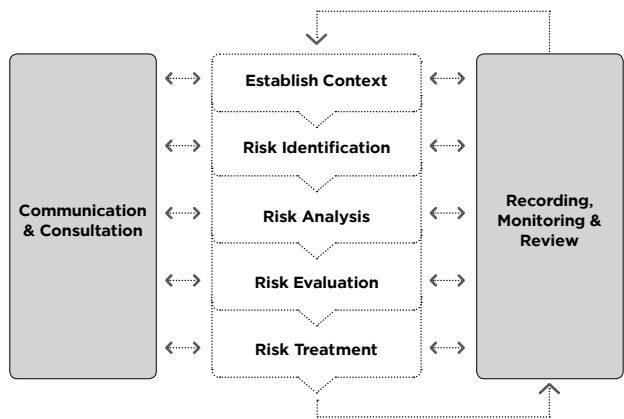 Establish Context
Risk Identification
Communication
& Consultation
Risk Analysis
Recording,
Monitoring &
Review
Risk Evaluation
Risk Treatment